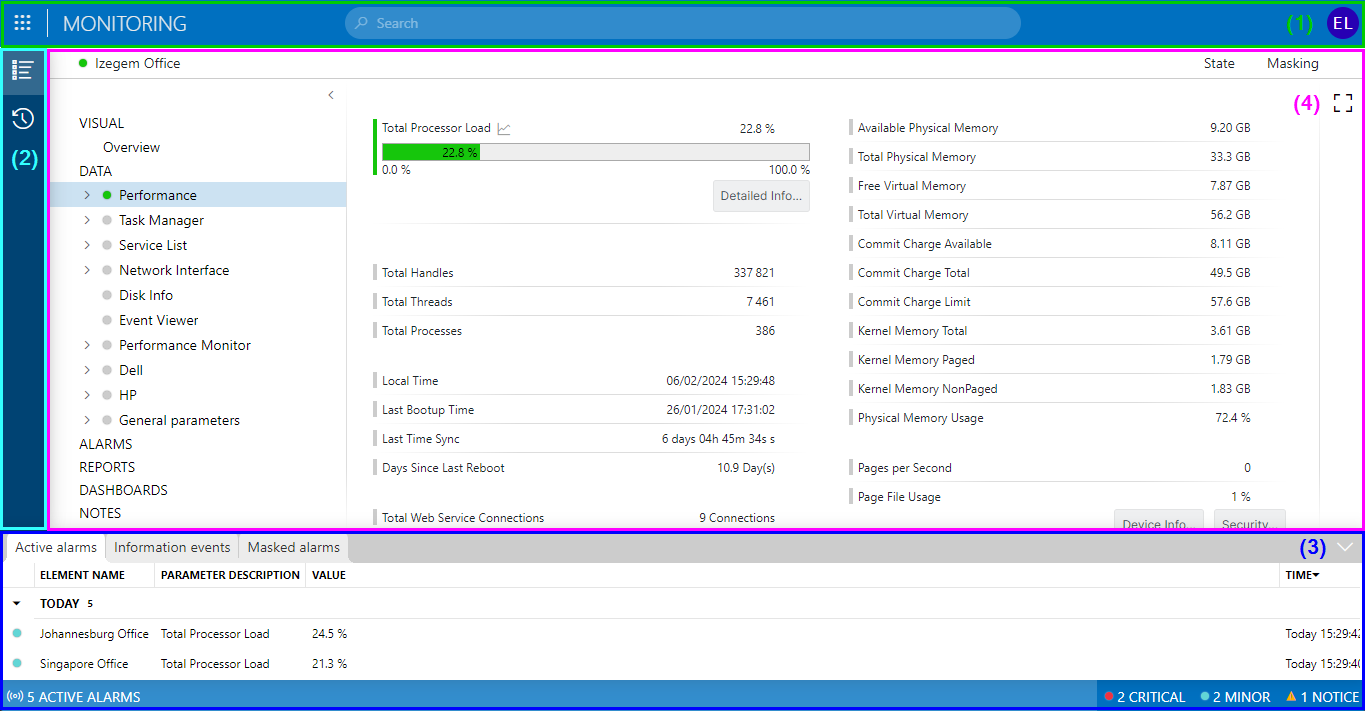 MONITORING
Search
(1)
EL
(2)
Izegem Office
State
Masking
(4)
VISUAL
Overview
DATA
Performance
Task Manager
Service List
Network Interface
Disk Info
Event Viewer
Performance Monitor
Dell
HP
General parameters
ALARMS
REPORTS
DASHBOARDS
NOTES
Total Processor Load 22.8 %
22.8 %
0.0 % 100.0 %
Detailed Info...
Total Handles 337 821
Total Threads 7 461
Total Processes 386
Local Time 06/02/2024 15:29:48
Last Bootup Time 26/01/2024 17:31:02
Last Time Sync 6 days 04h 45m 34s s
Days Since Last Reboot 10.9 Day(s)
Total Web Service Connections 9 Connections
Available Physical Memory 9.20 GB
Total Physical Memory 33.3 GB
Free Virtual Memory 7.87 GB
Total Virtual Memory 56.2 GB
Commit Charge Available 8.11 GB
Commit Charge Total 49.5 GB
Commit Charge Limit 57.6 GB
Kernel Memory Total 3.61 GB
Kernel Memory Paged 1.79 GB
Kernel Memory NonPaged 1.83 GB
Physical Memory Usage 72.4 %
Pages per Second 0
Page File Usage 1 %
Device Info... Security...
Active alarms Information events Masked alarms (3)
ELEMENT NAME PARAMETER DESCRIPTION VALUE TIME
TODAY 5
Johannesburg Office Total Processor Load 24.5 % Today 15:29:42
Singapore Office Total Processor Load 21.3 % Today 15:29:40
5 ACTIVE ALARMS 2 CRITICAL 2 MINOR 1 NOTICE